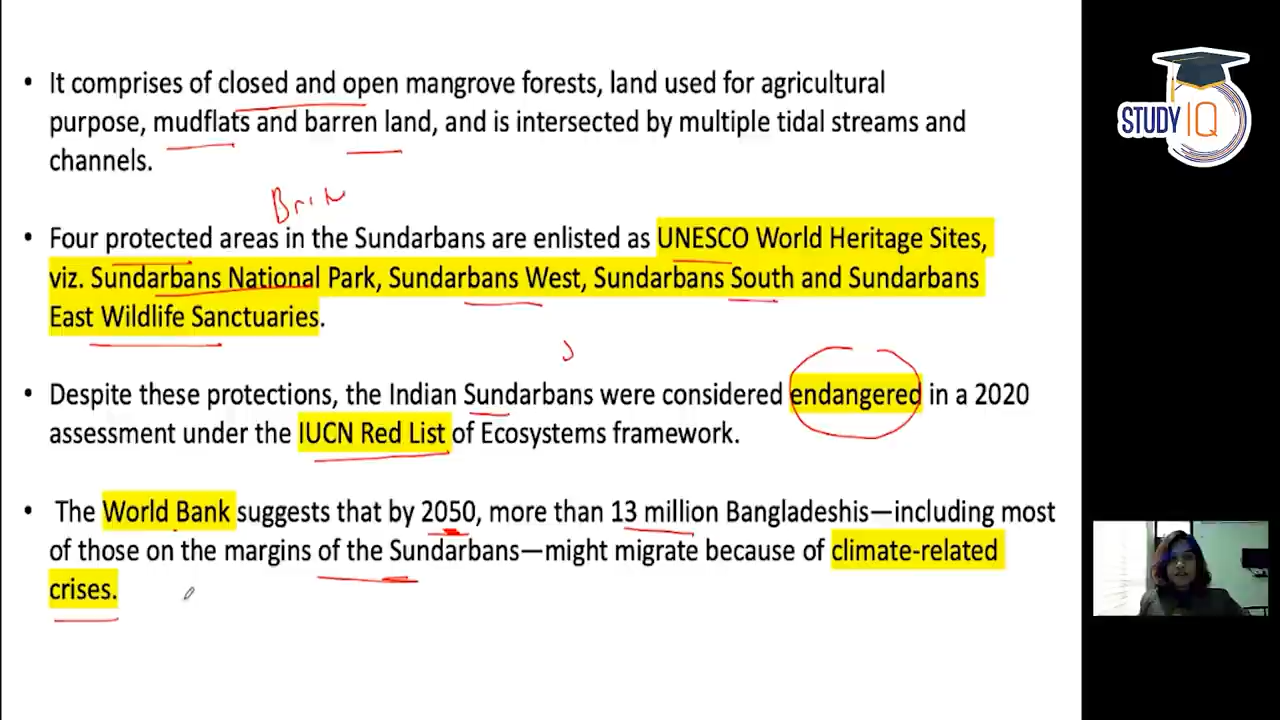 • It comprises of closed and open mangrove forests, land used for agricultural
purpose, mudflats and barren land, and is intersected by multiple tidal streams and
channels.
• Four protected areas in the Sundarbans are enlisted as UNESCO World Heritage Sites,
viz. Sundarbans National Park, Sundarbans West, Sundarbans South and Sundarbans
East Wildlife Sanctuaries.
• Despite these protections, the Indian Sundarbans were considered endangered in a 2020
assessment under the IUCN Red List of Ecosystems framework.
• The World Bank suggests that by 2050, more than 13 million Bangladeshis—including most
of those on the margins of the Sundarbans—might migrate because of climate-related
crises.
STUDY IQ